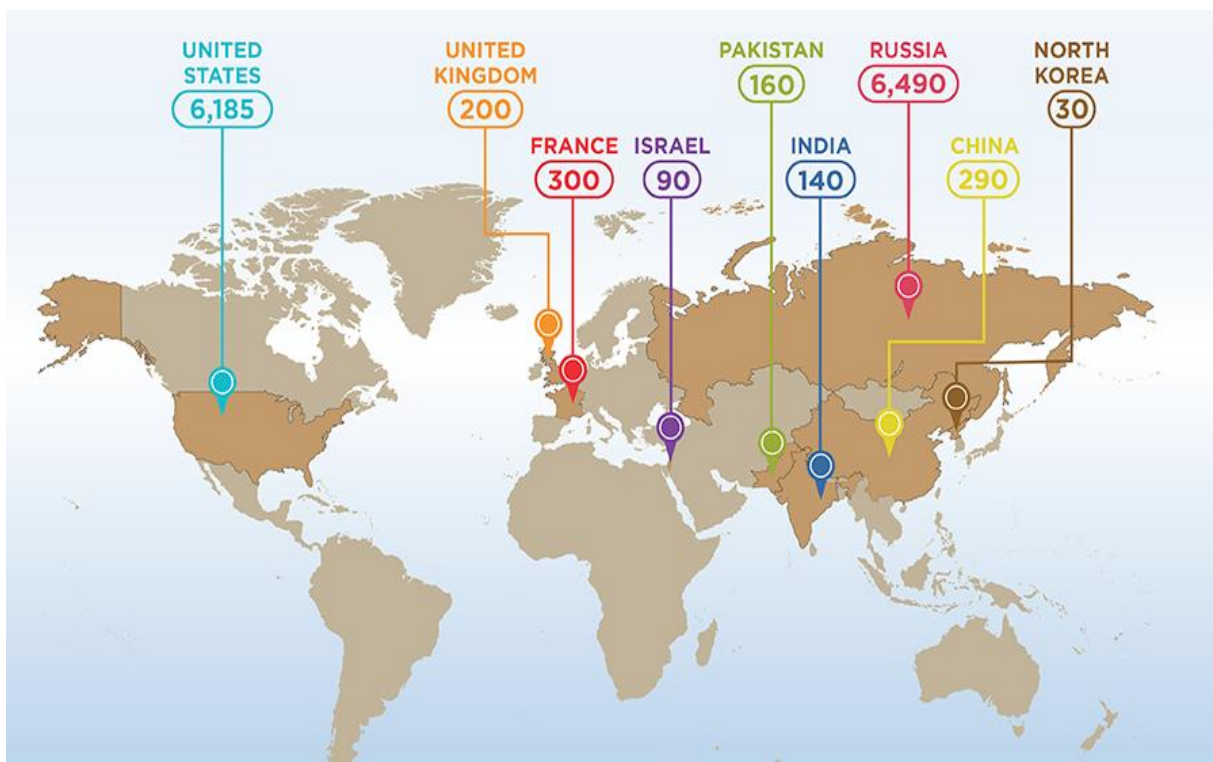 UNITED
STATES
6,185
UNITED
KINGDOM
200
FRANCE
300
ISRAEL
90
PAKISTAN
160
INDIA
140
RUSSIA
6,490
CHINA
290
NORTH
KOREA
30